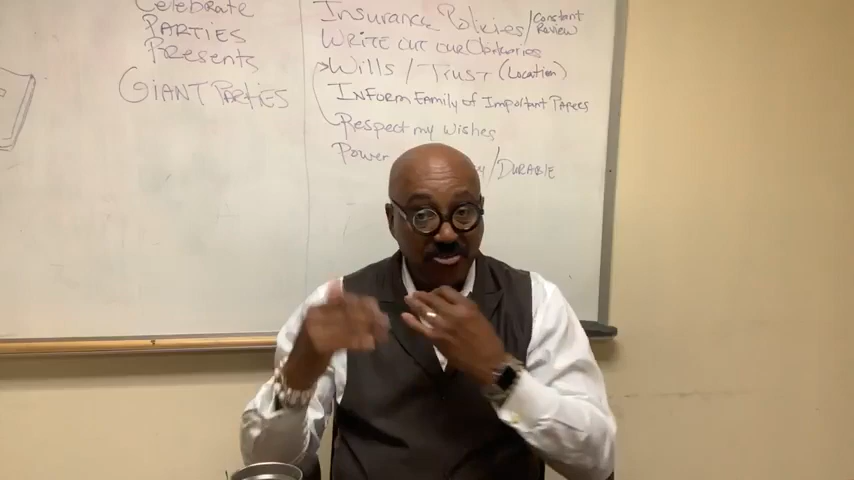 Celebrate
PARTIES
Presents
GIANT PARTIES
Insurance Policies/Constant Review
WRITE OUT OUR Obituaries
Wills / Trust (Location)
INFORM FAMILY of Important Papers
Respect my WISHES
Power /DURABLE